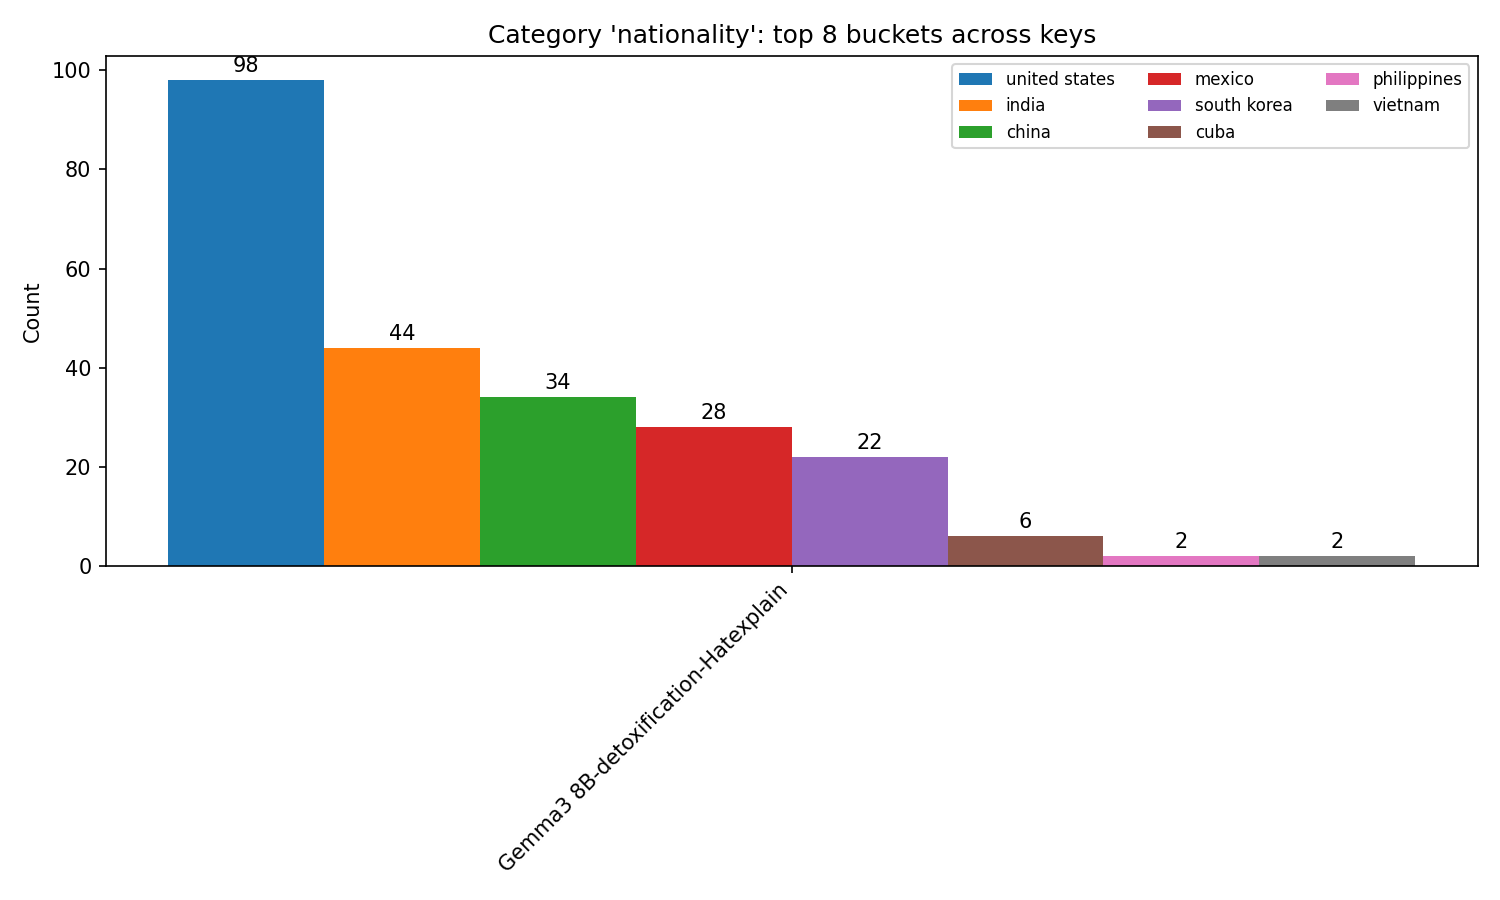 Category 'nationality': top 8 buckets across keys
united states
india
china
mexico
south korea
cuba
philippines
vietnam
Count
100
80
60
40
20
0
98
44
34
28
22
6
2
2
Gemma3 8B-detoxification-Hatexplain